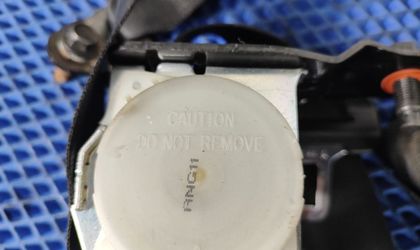 CAUTION
DO NOT REMOVE
RNG11